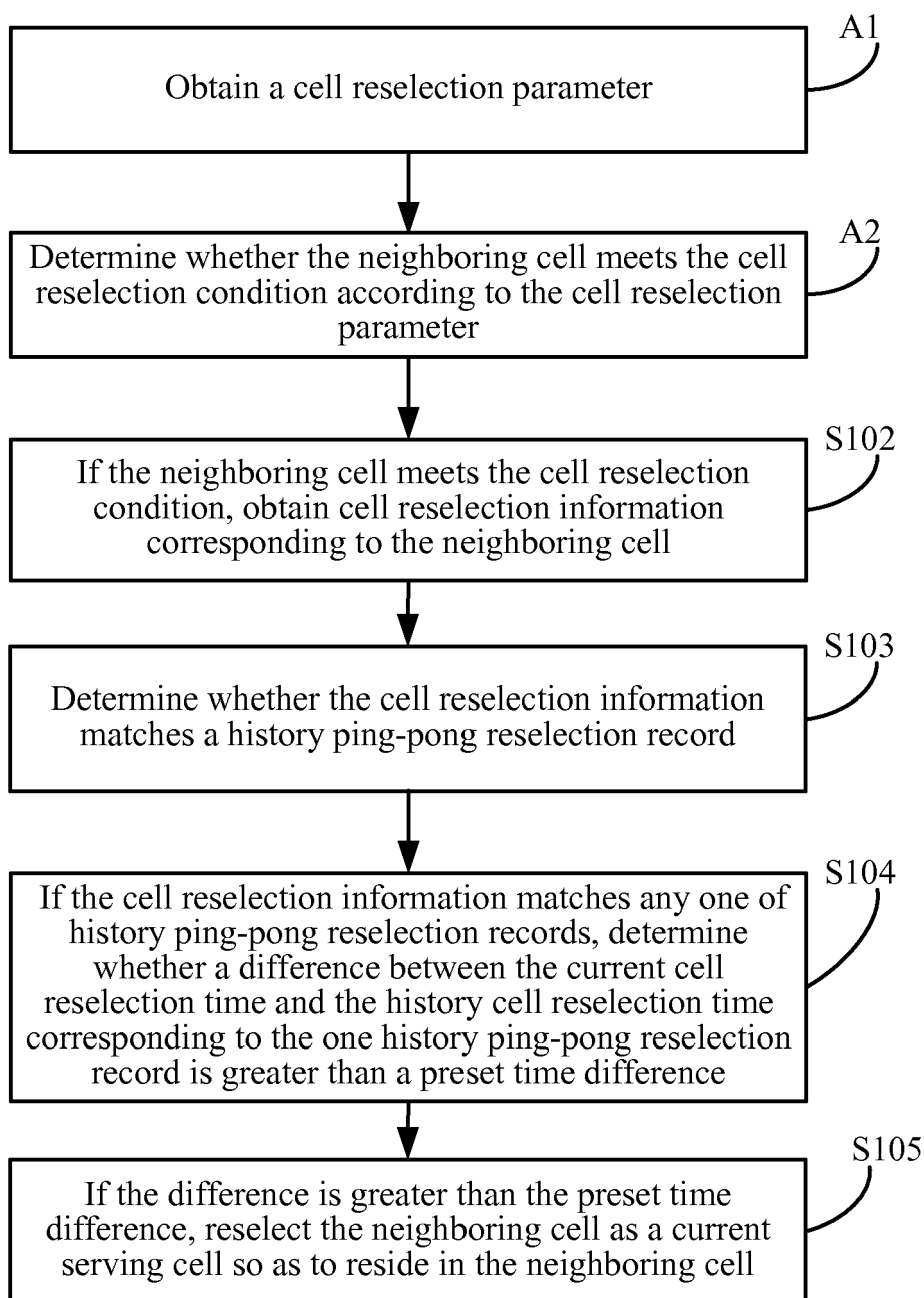 A1
Obtain a cell reselection parameter
A2
Determine whether the neighboring cell meets the cell
reselection condition according to the cell reselection
parameter
S102
If the neighboring cell meets the cell reselection
condition, obtain cell reselection information
corresponding to the neighboring cell
S103
Determine whether the cell reselection information
matches a history ping-pong reselection record
S104
If the cell reselection information matches any one of
history ping-pong reselection records, determine
whether a difference between the current cell
reselection time and the history cell reselection time
corresponding to the one history ping-pong reselection
record is greater than a preset time difference
S105
If the difference is greater than the preset time
difference, reselect the neighboring cell as a current
serving cell so as to reside in the neighboring cell